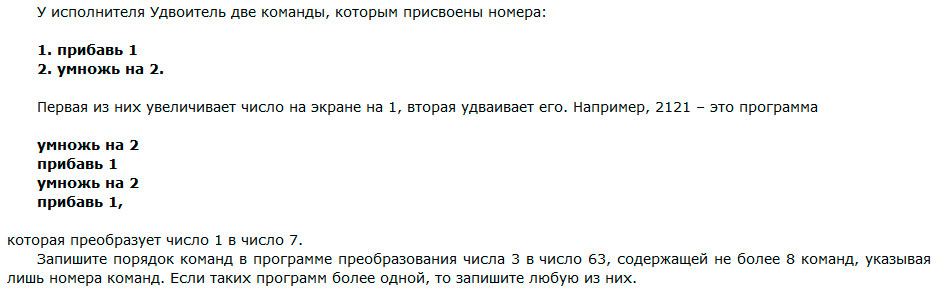 У исполнителя Удвоитель две команды, которым присвоены номера:
1. прибавь 1
2. умножь на 2.
Первая из них увеличивает число на экране на 1, вторая удваивает его. Например, 2121 – это программа
умножь на 2
прибавь 1
умножь на 2
прибавь 1,
которая преобразует число 1 в число 7.
Запишите порядок команд в программе преобразования числа 3 в число 63, содержащей не более 8 команд, указывая
лишь номера команд. Если таких программ более одной, то запишите любую из них.